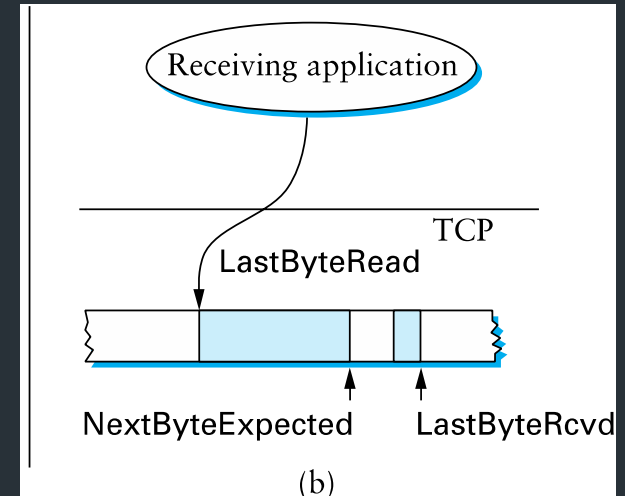 Receiving application
TCP
LastByteRead
NextByteExpected
LastByteRcvd
(b)